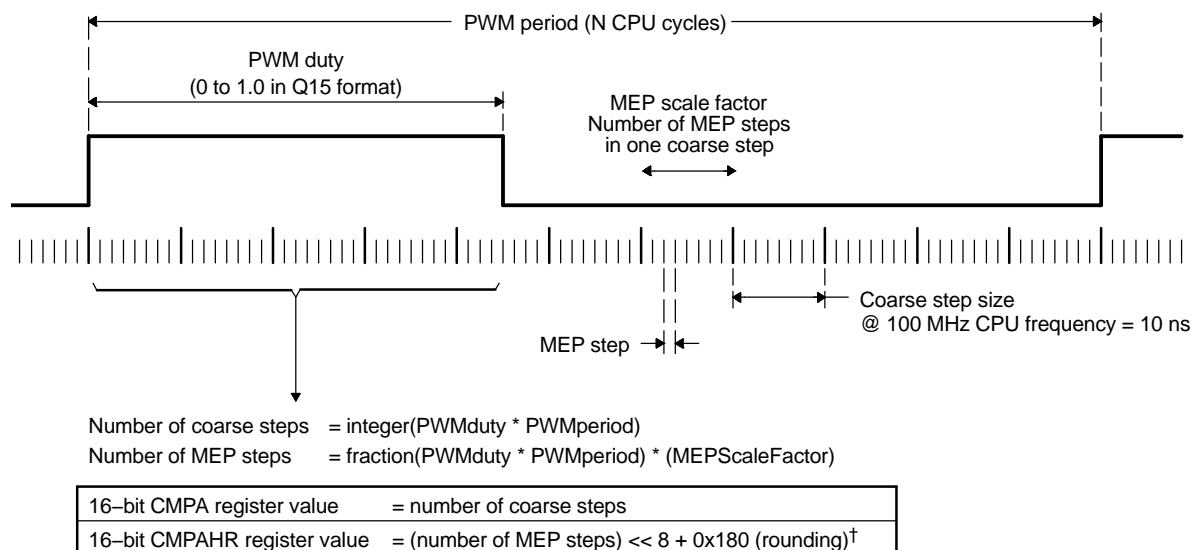 PWM period (N CPU cycles)
PWM duty
(0 to 1.0 in Q15 format)
MEP scale factor
Number of MEP steps
in one coarse step
Coarse step size
@ 100 MHz CPU frequency = 10 ns
MEP step
Number of coarse steps = integer(PWMduty * PWMperiod)
Number of MEP steps = fraction(PWMduty * PWMperiod) * (MEPScaleFactor)
16–bit CMPA register value = number of coarse steps
16–bit CMPAHR register value = (number of MEP steps) << 8 + 0x180 (rounding)†